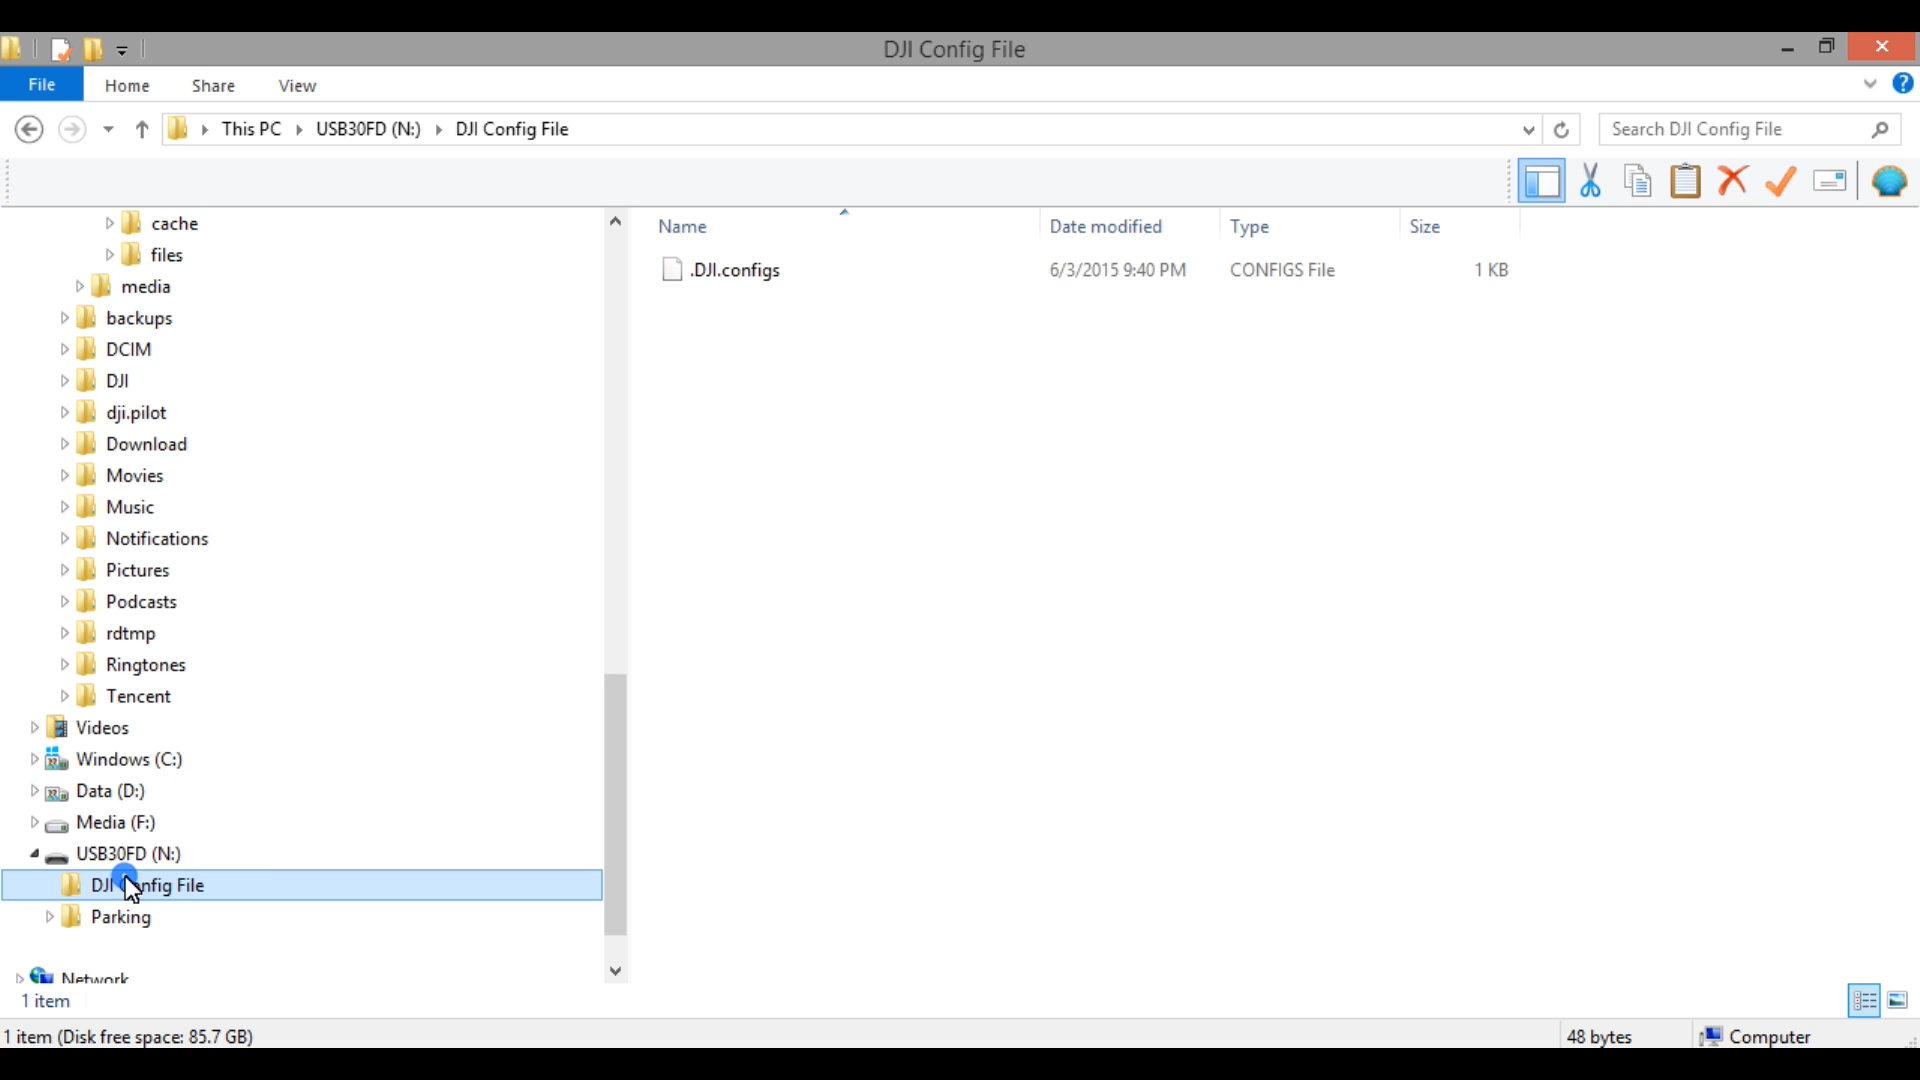 DJI Config File
File Home Share View
This PC USB30FD (N:) DJI Config File
Search DJI Config File
cache
files
media
backups
DCIM
DJI
dji.pilot
Download
Movies
Music
Notifications
Pictures
Podcasts
rdtmp
Ringtones
Tencent
Videos
Windows (C:)
Data (D:)
Media (F:)
USB30FD (N:)
DJI Config File
Parking
Network
Name Date modified Type Size
.DJI.configs 6/3/2015 9:40 PM CONFIGS File 1 KB
1 item
1 item (Disk free space: 85.7 GB) 48 bytes Computer